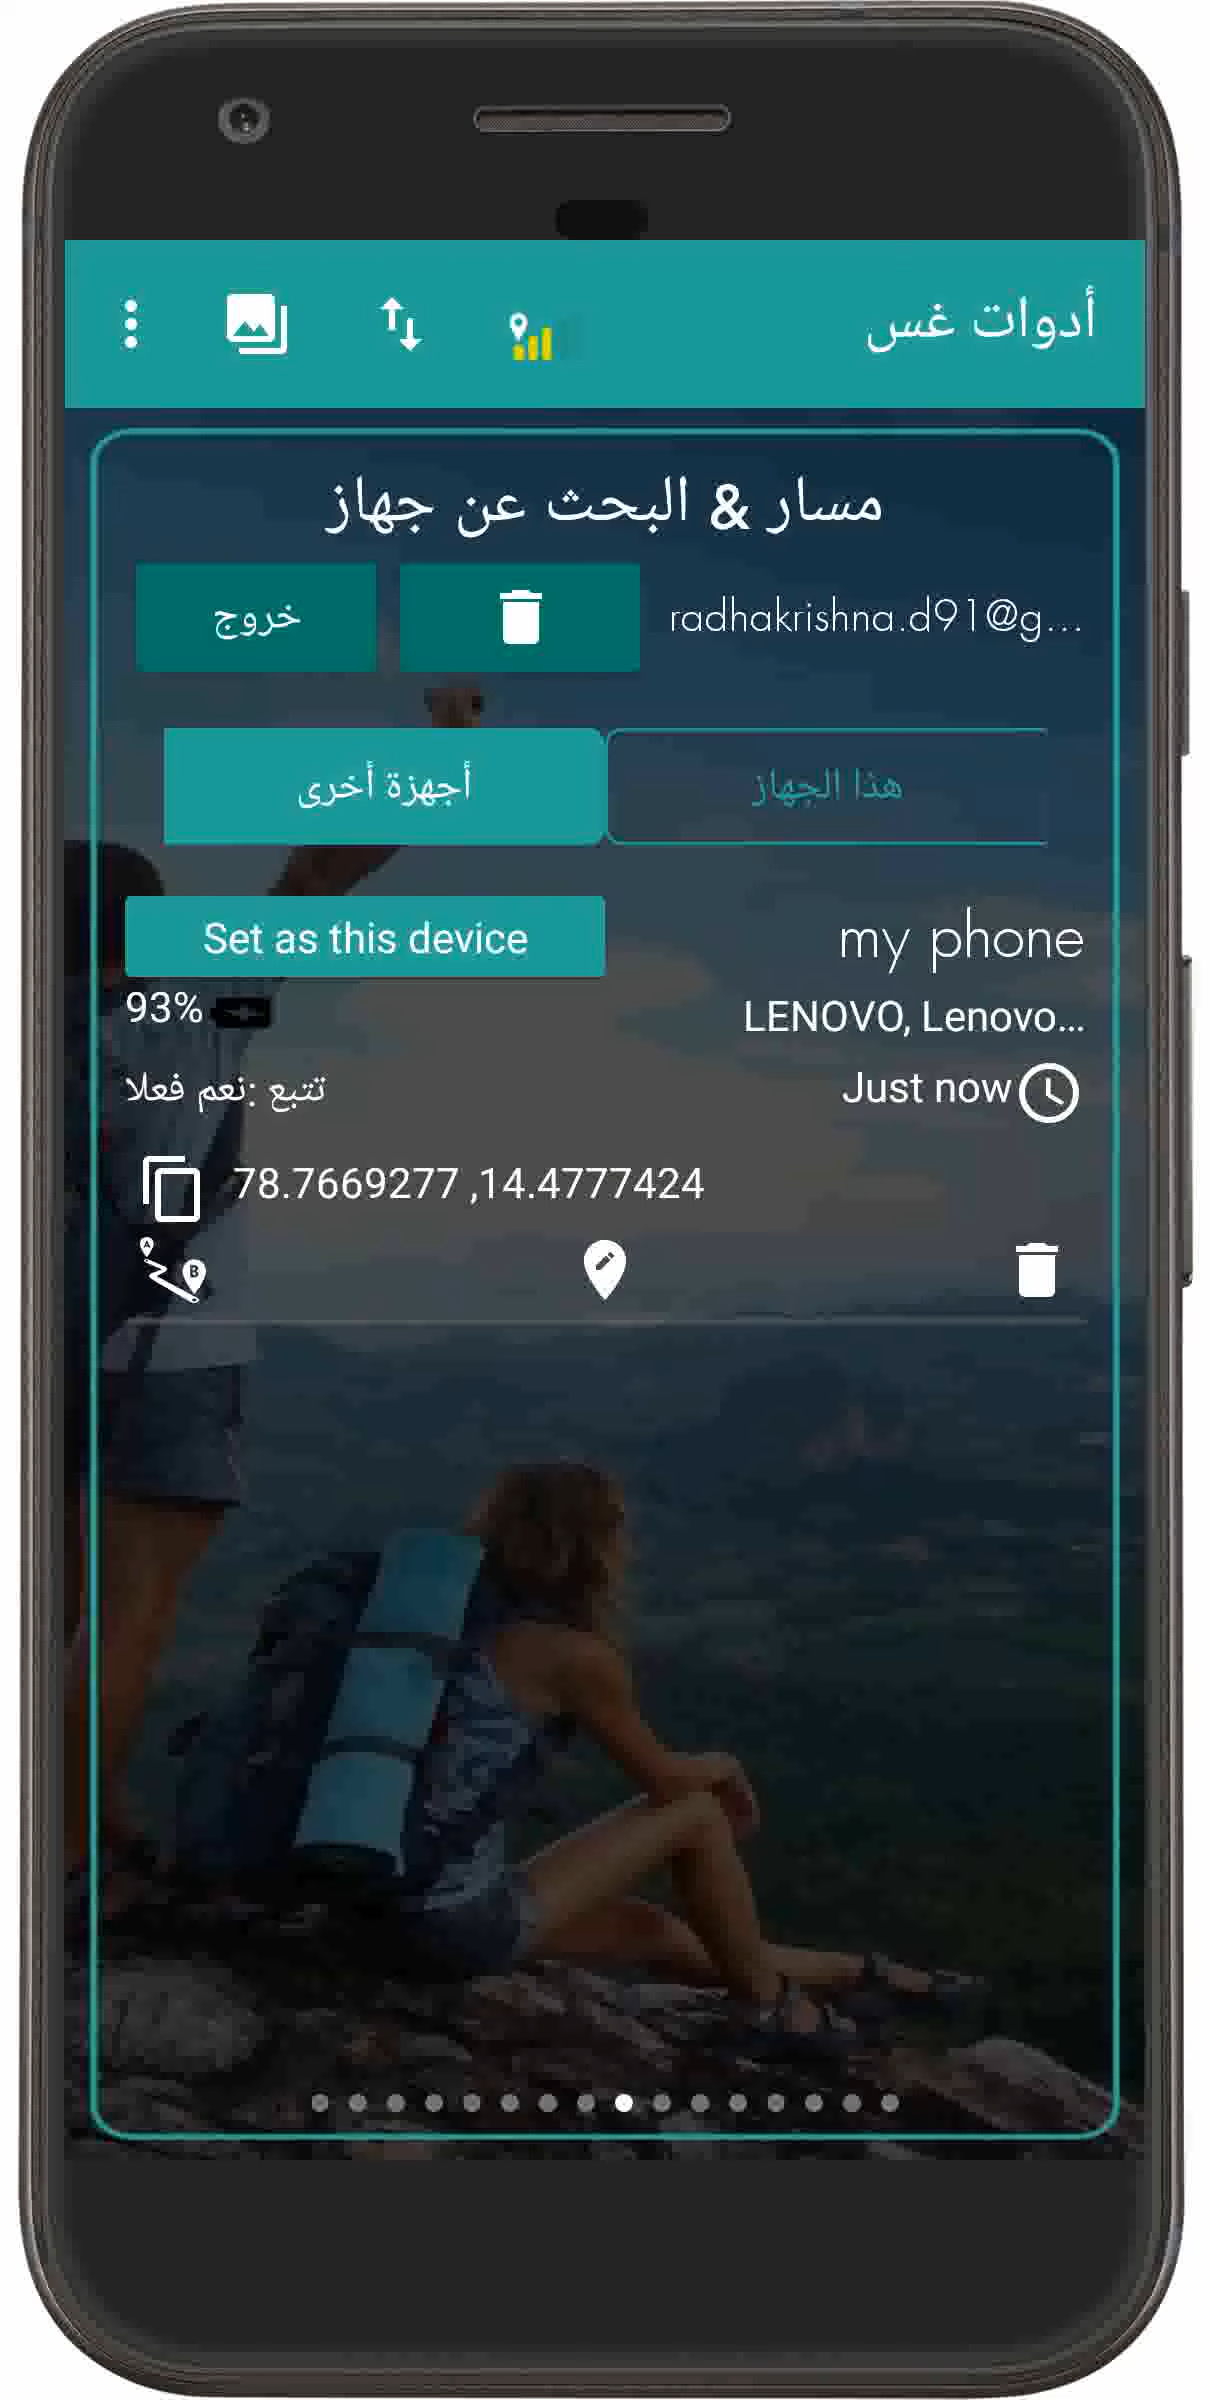 أدوات غس
مسار & البحث عن جهاز
radhakrishna.d91@g...
خروج
هذا الجهاز
أجهزة أخرى
my phone
Set as this device
LENOVO, Lenovo...
93%
Just now
تتبع :نعم فعلا
78.7669277 ,14.4777424
A
B